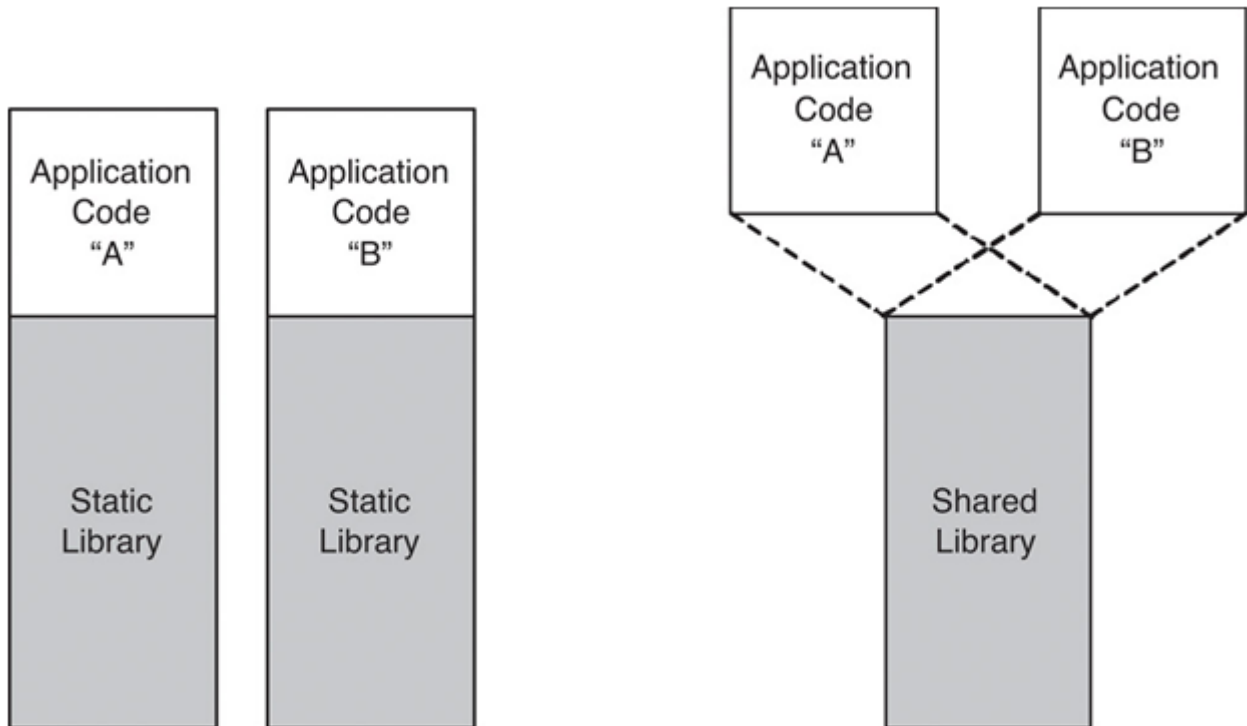 Application
Code
“A”
Application
Code
“B”
Static
Library
Static
Library
Application
Code
“A”
Application
Code
“B”
Shared
Library